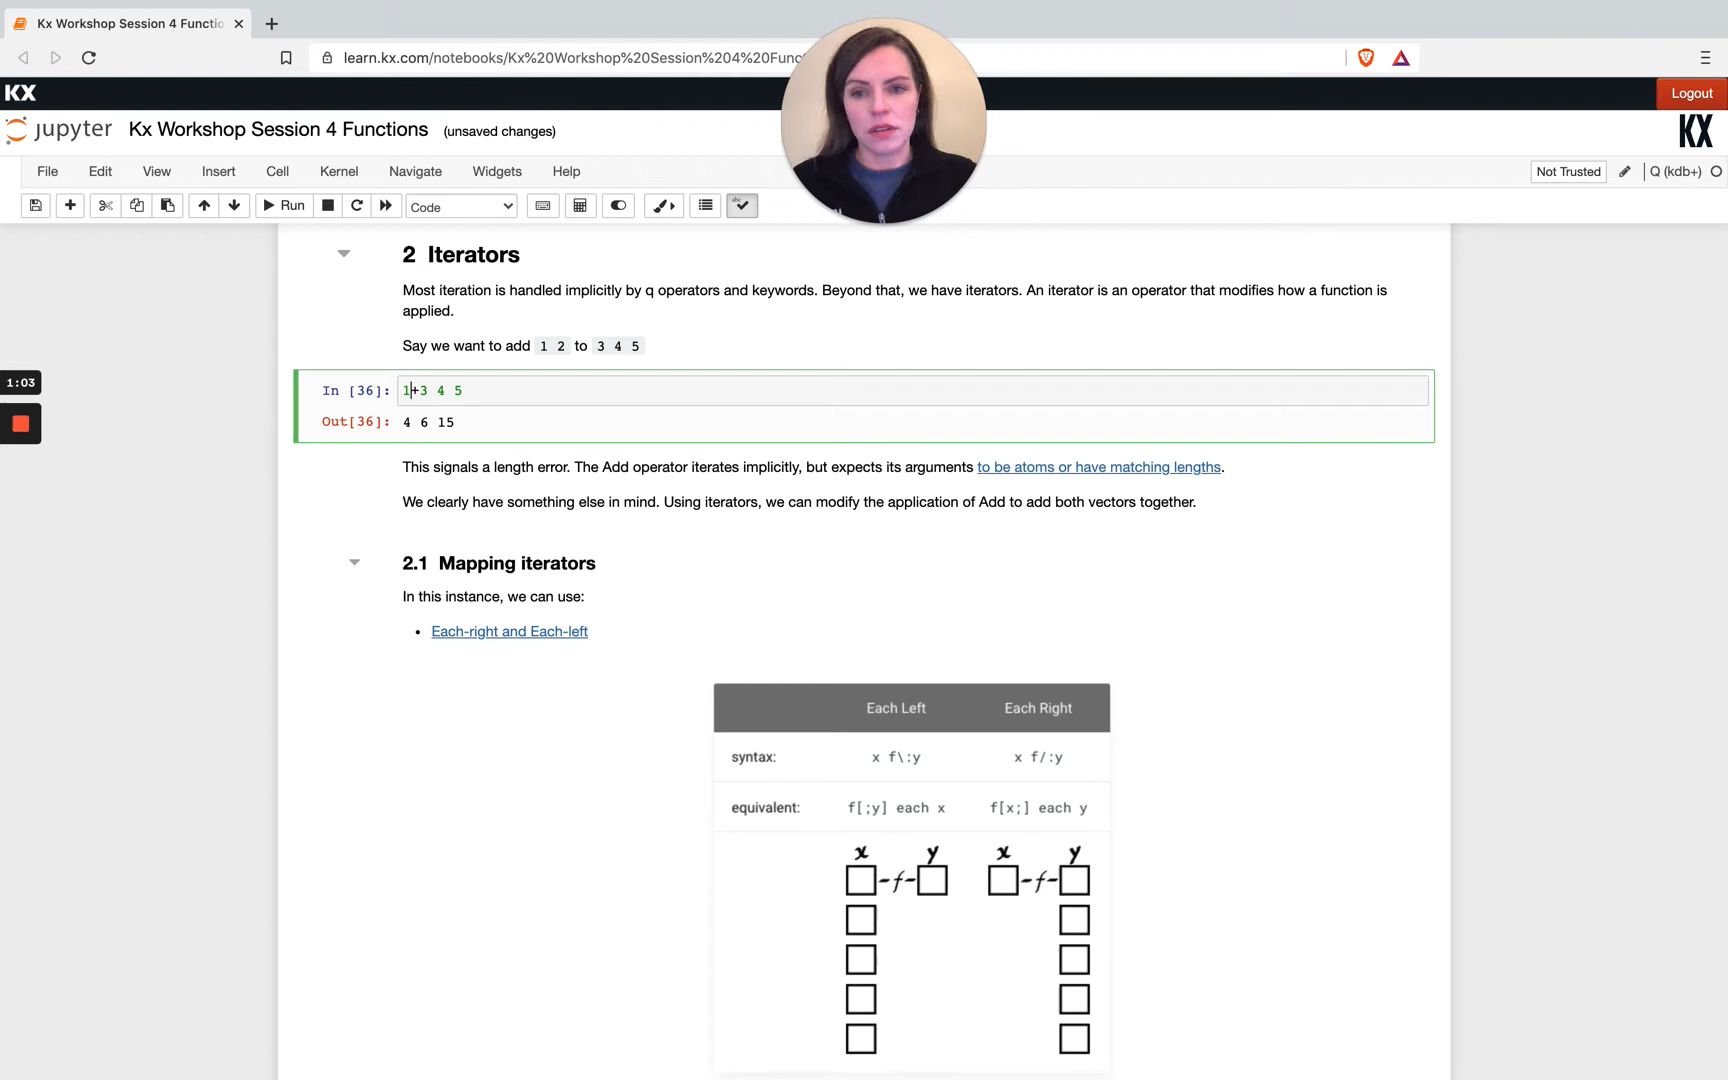 Kx Workshop Session 4 Functio
learn.kx.com/notebooks/Kx%20Workshop%20Session%204%20Func
KX
Logout
jupyter
Kx Workshop Session 4 Functions (unsaved changes)
KX
File Edit View Insert Cell Kernel Navigate Widgets Help
Not Trusted
Q (kdb+)
Run
Code
abc
2 Iterators
Most iteration is handled implicitly by q operators and keywords. Beyond that, we have iterators. An iterator is an operator that modifies how a function is
applied.
Say we want to add 1 2 to 3 4 5
1:03
In [36]: 1+3 4 5
Out[36]: 4 6 15
This signals a length error. The Add operator iterates implicitly, but expects its arguments to be atoms or have matching lengths.
We clearly have something else in mind. Using iterators, we can modify the application of Add to add both vectors together.
2.1 Mapping iterators
In this instance, we can use:
• Each-right and Each-left
Each Left Each Right
syntax: x f\:y x f/:y
equivalent: f[;y] each x f[x;] each y
x y x y
-f- -f-